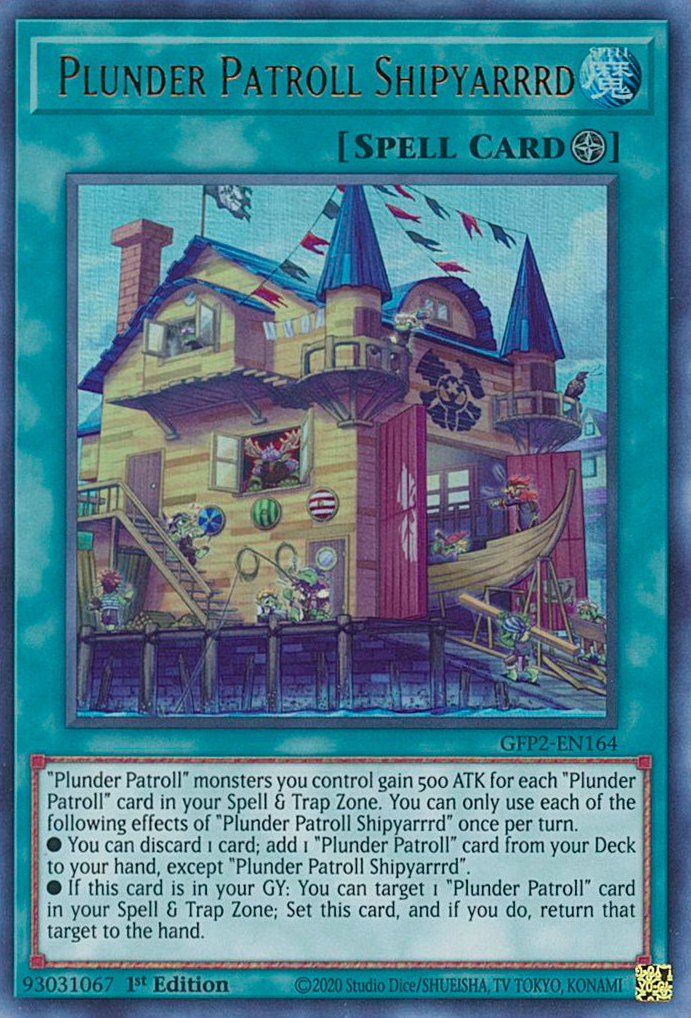 Plunder Patroll Shipyarrrd
SPELL
魔
[Spell Card]
GFP2-EN164
"Plunder Patroll" monsters you control gain 500 ATK for each "Plunder
Patroll" card in your Spell & Trap Zone. You can only use each of the
following effects of "Plunder Patroll Shipyarrrd" once per turn.
● You can discard 1 card; add 1 "Plunder Patroll" card from your Deck
to your hand, except "Plunder Patroll Shipyarrrd".
● If this card is in your GY: You can target 1 "Plunder Patroll" card
in your Spell & Trap Zone; Set this card, and if you do, return that
target to the hand.
93031067 1st Edition ©2020 Studio Dice/SHUEISHA, TV TOKYO, KONAMI